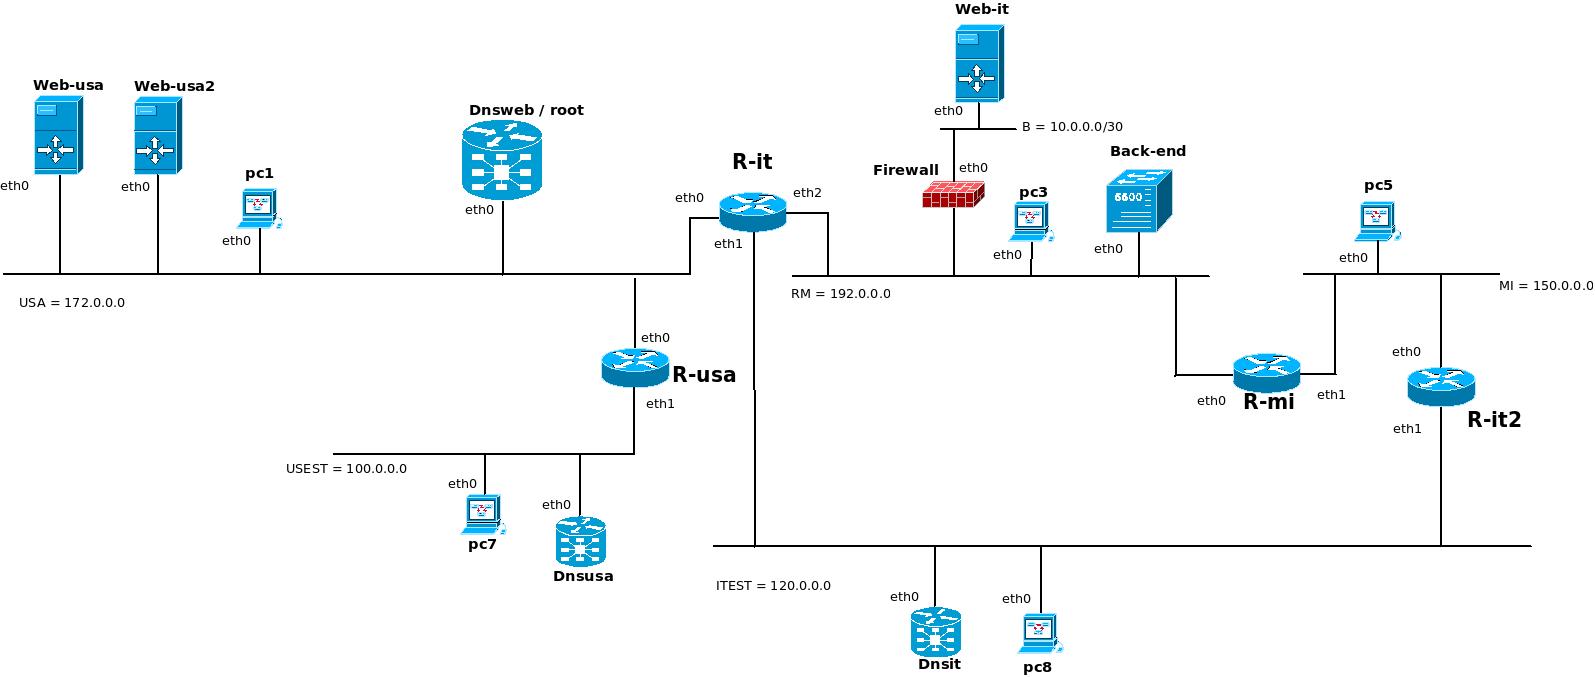 Web-it
Web-usa
Web-usa2
Dnsweb / root
eth0
B = 10.0.0.0/30
Back-end
R-it
Firewall
eth0
pc1
pc3
pc5
eth0
eth0
eth0
eth2
6600
eth0
eth0
eth1
eth0
eth0
eth0
USA = 172.0.0.0
RM = 192.0.0.0
MI = 150.0.0.0
eth0
R-usa
eth0
eth1
R-mi
eth0
eth1
R-it2
eth1
USEST = 100.0.0.0
eth0
eth0
pc7
Dnsusa
ITEST = 120.0.0.0
eth0
eth0
Dnsit
pc8